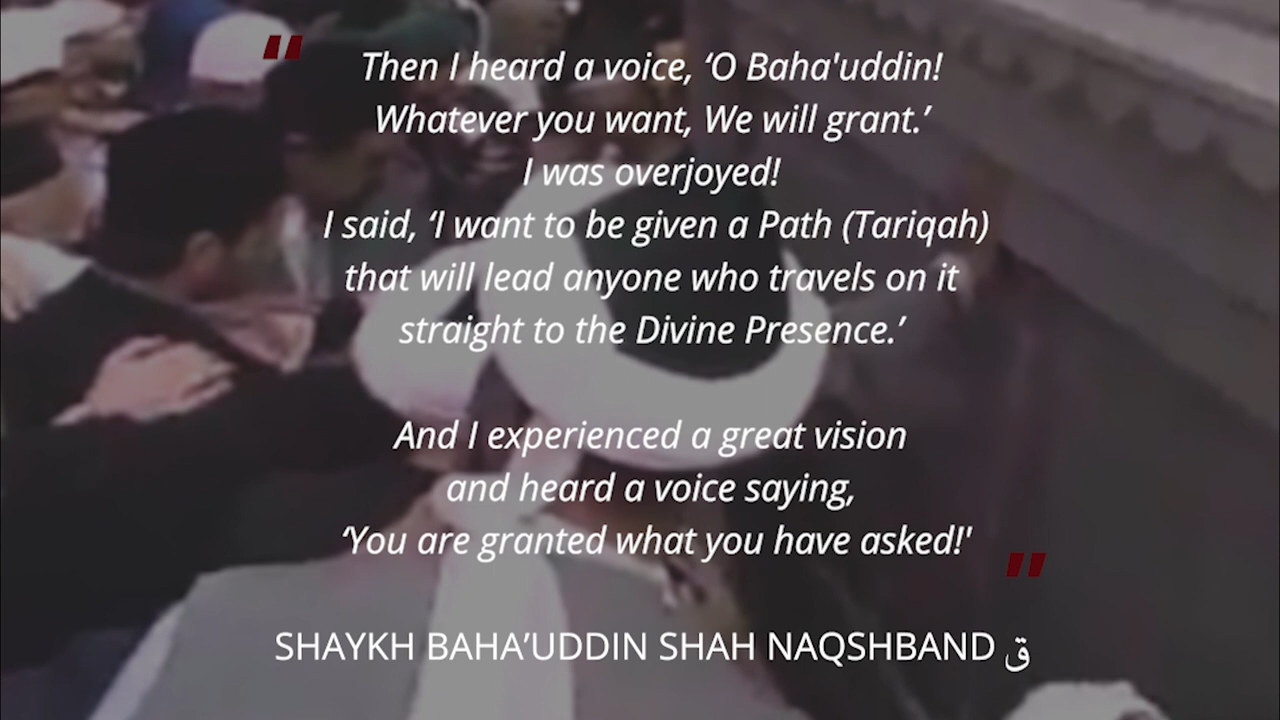 "
Then I heard a voice, ‘O Baha'uddin!
Whatever you want, We will grant.’
I was overjoyed!
I said, ‘I want to be given a Path (Tariqah)
that will lead anyone who travels on it
straight to the Divine Presence.’
And I experienced a great vision
and heard a voice saying,
‘You are granted what you have asked!'
"
SHAYKH BAHA’UDDIN SHAH NAQSHBAND ق